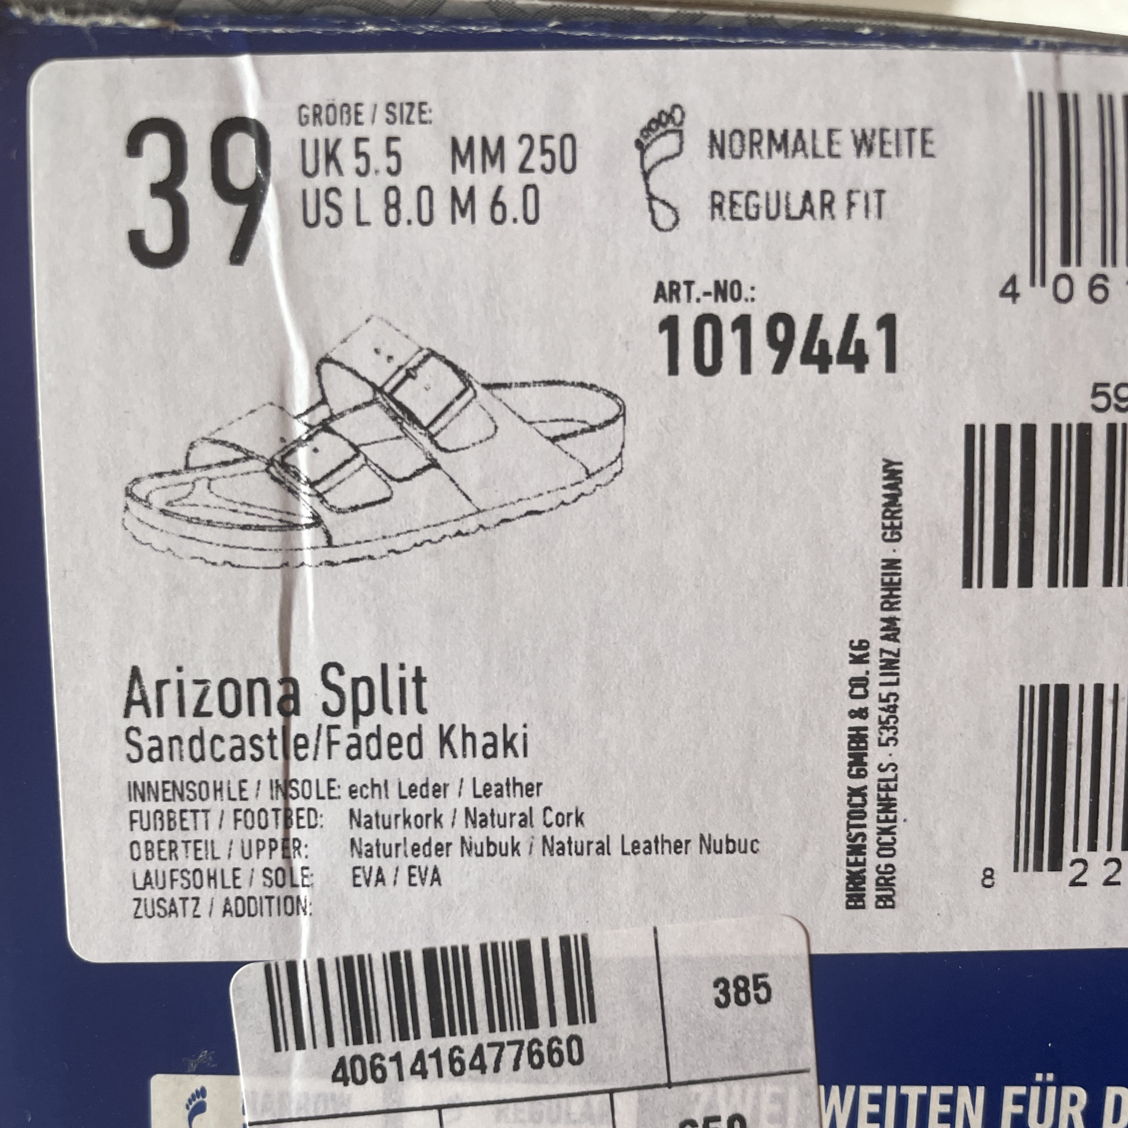 39
GRÖßE / SIZE:
UK 5.5 MM 250
US L 8.0 M 6.0
NORMALE WEITE
REGULAR FIT
ART.-NO.:
1019441
4 06
59
8 22
BIRKENSTOCK GMBH & CO. KG
BURG OCKENFELS · 53545 LINZ AM RHEIN · GERMANY
Arizona Split
Sandcastle/Faded Khaki
INNENSOHLE / INSOLE: echt Leder / Leather
FUßBETT / FOOTBED: Naturkork / Natural Cork
OBERTEIL / UPPER: Naturleder Nubuk / Natural Leather Nubuc
LAUFSOHLE / SOLE: EVA / EVA
ZUSATZ / ADDITION:
385
4061416477660
REGULAR
WEITEN FÜR D